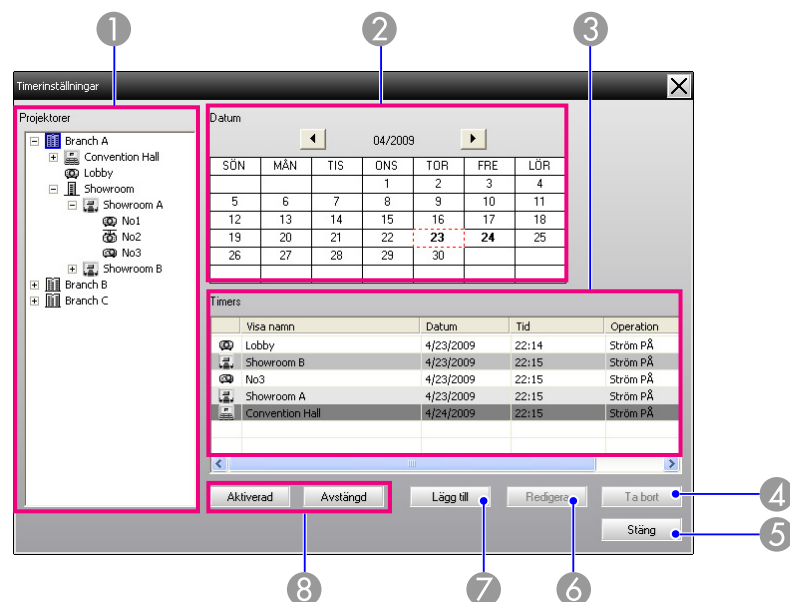 1 2 3
Timerinställningar
Projektorer
Branch A
Convention Hall
Lobby
Showroom
Showroom A
No1
No2
No3
Showroom B
Branch B
Branch C
Datum
04/2009
SÖN MÅN TIS ONS TOR FRE LÖR
1 2 3 4
5 6 7 8 9 10 11
12 13 14 15 16 17 18
19 20 21 22 23 24 25
26 27 28 29 30
Timers
Visa namn Datum Tid Operation
Lobby 4/23/2009 22:14 Ström PÅ
Showroom B 4/23/2009 22:15 Ström PÅ
No3 4/23/2009 22:15 Ström PÅ
Showroom A 4/23/2009 22:15 Ström PÅ
Convention Hall 4/24/2009 22:15 Ström PÅ
Aktiverad Avstängd Lägg till Redigera Ta bort 4
Stäng 5
8 7 6